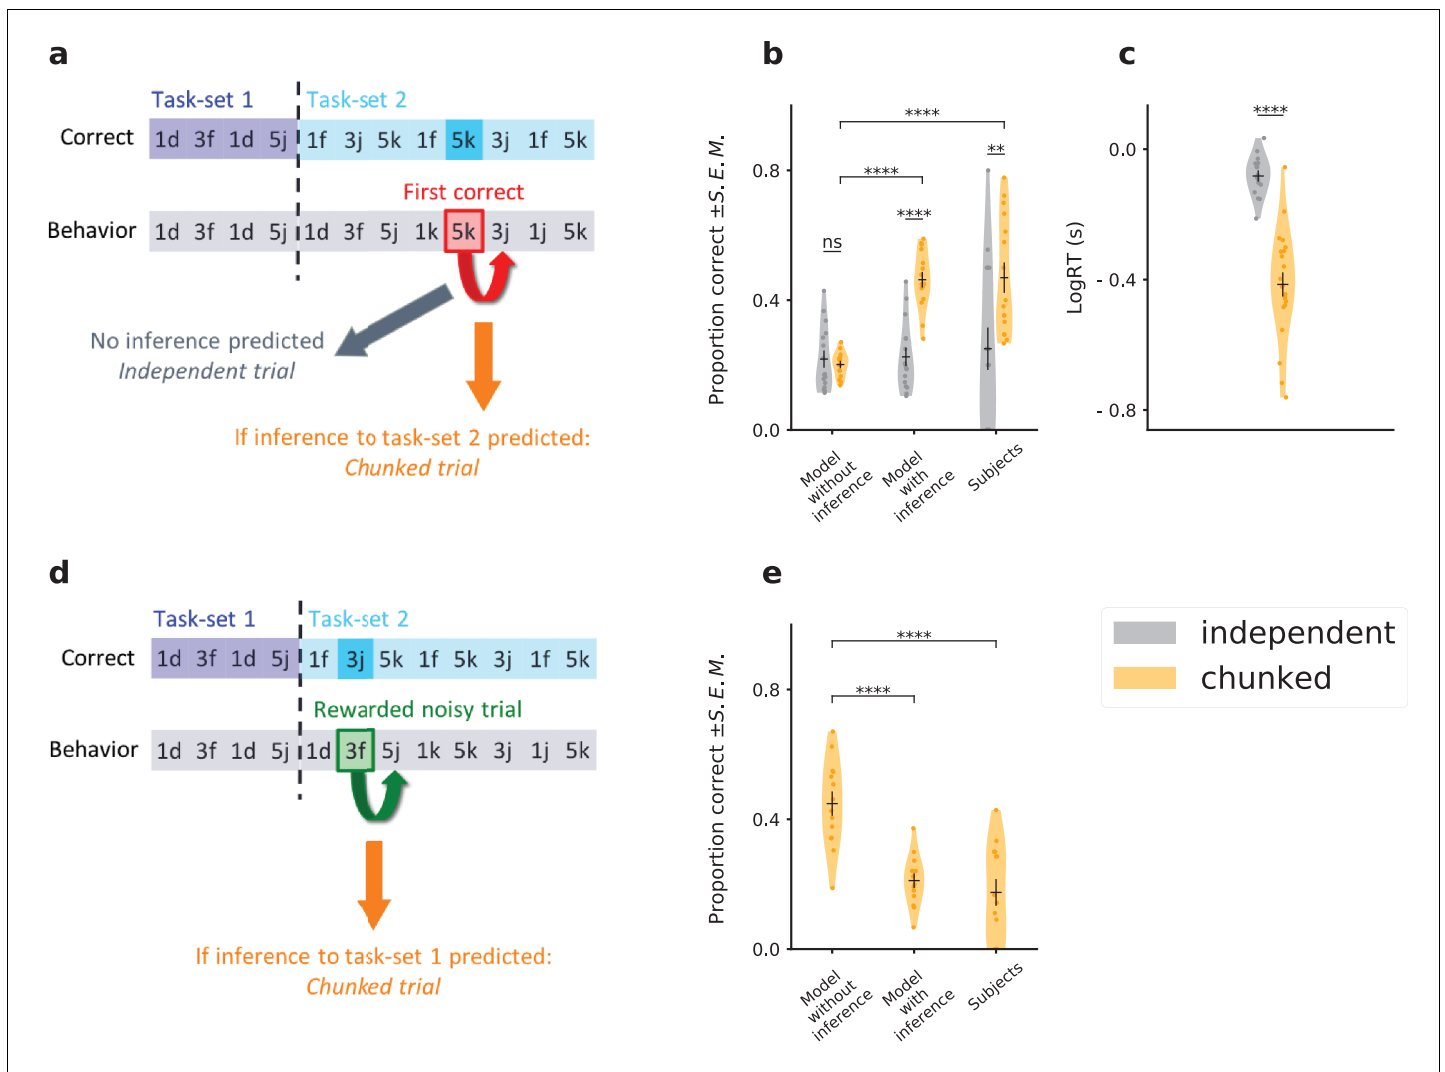 a
Task-set 1 Task-set 2
Correct 1d 3f 1d 5j 1f 3j 5k 1f 5k 3j 1f 5k
First correct
Behavior 1d 3f 1d 5j 1d 3f 5j 1k 5k 3j 1j 5k
No inference predicted
Independent trial
If inference to task-set 2 predicted:
Chunked trial
b
Proportion correct ±S.E.M.
0.8
0.4
0.0
ns
****
****
****
**
Model
without
inference
Model
with
inference
Subjects
c
LogRT (s)
0.0
- 0.4
- 0.8
****
d
Task-set 1 Task-set 2
Correct 1d 3f 1d 5j 1f 3j 5k 1f 5k 3j 1f 5k
Rewarded noisy trial
Behavior 1d 3f 1d 5j 1d 3f 5j 1k 5k 3j 1j 5k
If inference to task-set 1 predicted:
Chunked trial
e
Proportion correct ±S.E.M.
0.8
0.4
0.0
****
****
Model
without
inference
Model
with
inference
Subjects
independent
chunked